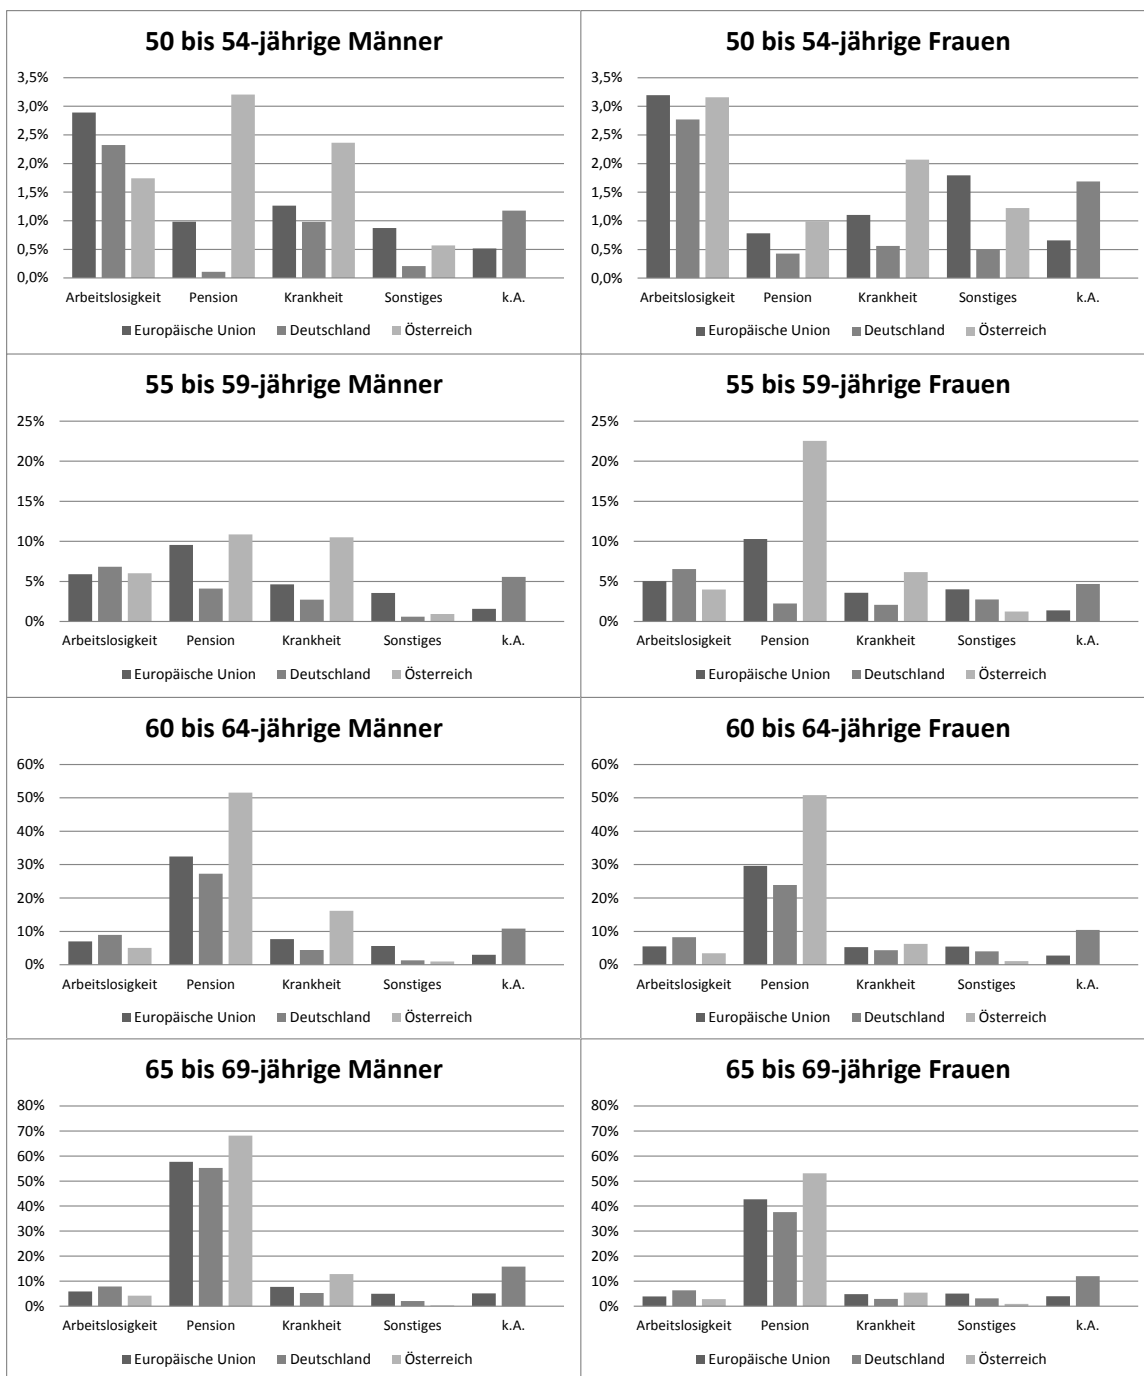 50 bis 54-jährige Männer
3,5%
3,0%
2,5%
2,0%
1,5%
1,0%
0,5%
0,0%
Arbeitslosigkeit Pension Krankheit Sonstiges k.A.
Europäische Union Deutschland Österreich
50 bis 54-jährige Frauen
3,5%
3,0%
2,5%
2,0%
1,5%
1,0%
0,5%
0,0%
Arbeitslosigkeit Pension Krankheit Sonstiges k.A.
Europäische Union Deutschland Österreich
55 bis 59-jährige Männer
25%
20%
15%
10%
5%
0%
Arbeitslosigkeit Pension Krankheit Sonstiges k.A.
Europäische Union Deutschland Österreich
55 bis 59-jährige Frauen
25%
20%
15%
10%
5%
0%
Arbeitslosigkeit Pension Krankheit Sonstiges k.A.
Europäische Union Deutschland Österreich
60 bis 64-jährige Männer
60%
50%
40%
30%
20%
10%
0%
Arbeitslosigkeit Pension Krankheit Sonstiges k.A.
Europäische Union Deutschland Österreich
60 bis 64-jährige Frauen
60%
50%
40%
30%
20%
10%
0%
Arbeitslosigkeit Pension Krankheit Sonstiges k.A.
Europäische Union Deutschland Österreich
65 bis 69-jährige Männer
80%
70%
60%
50%
40%
30%
20%
10%
0%
Arbeitslosigkeit Pension Krankheit Sonstiges k.A.
Europäische Union Deutschland Österreich
65 bis 69-jährige Frauen
80%
70%
60%
50%
40%
30%
20%
10%
0%
Arbeitslosigkeit Pension Krankheit Sonstiges k.A.
Europäische Union Deutschland Österreich